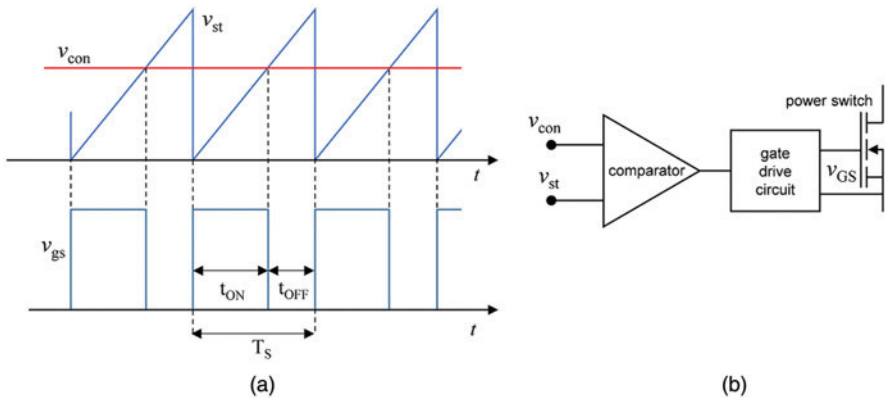 v_st
v_con
t
v_gs
t_ON
t_OFF
t
T_S
(a)
power switch
v_con
v_st
comparator
gate
drive
circuit
v_GS
(b)